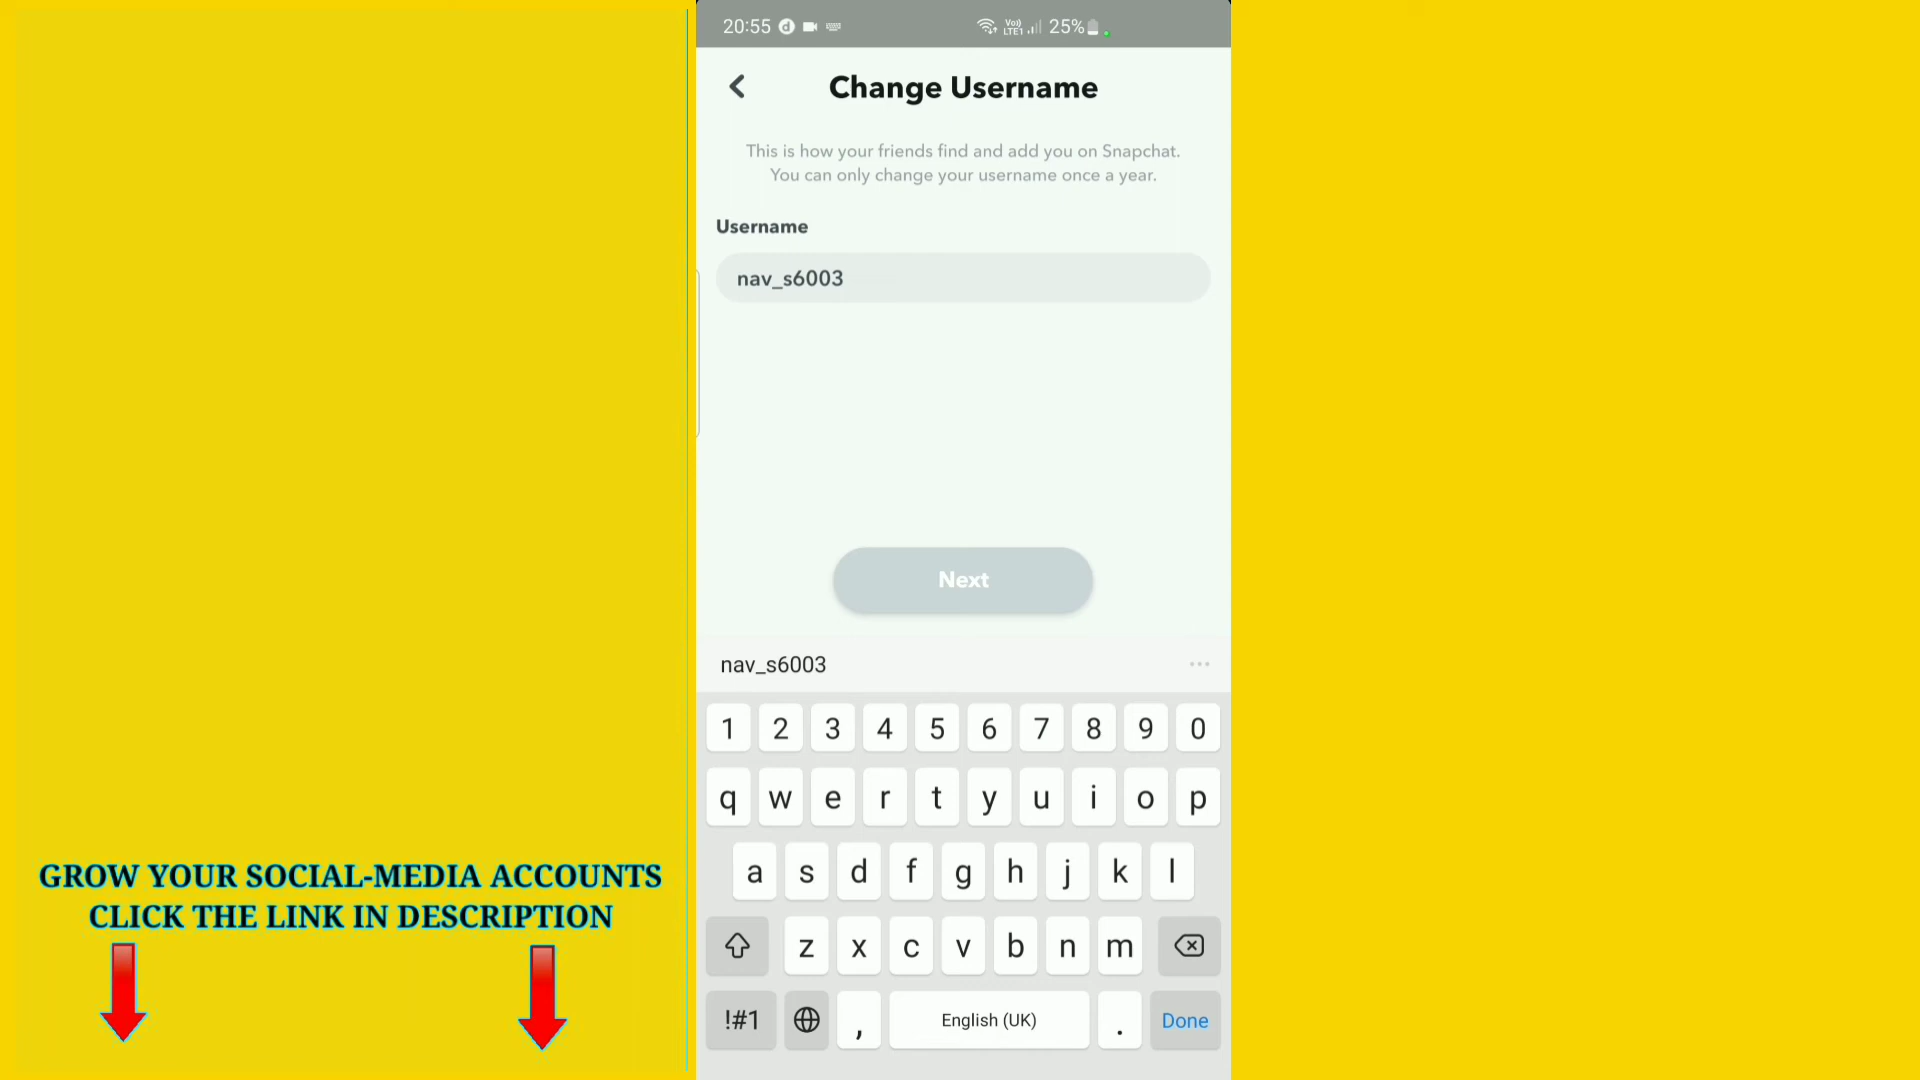 20:55 Vo)) LTE1 25%
Change Username
This is how your friends find and add you on Snapchat.
You can only change your username once a year.
Username
nav_s6003
Next
nav_s6003 ...
1 2 3 4 5 6 7 8 9 0
q w e r t y u i o p
a s d f g h j k l
z x c v b n m
!#1 , English (UK) . Done
GROW YOUR SOCIAL-MEDIA ACCOUNTS
CLICK THE LINK IN DESCRIPTION